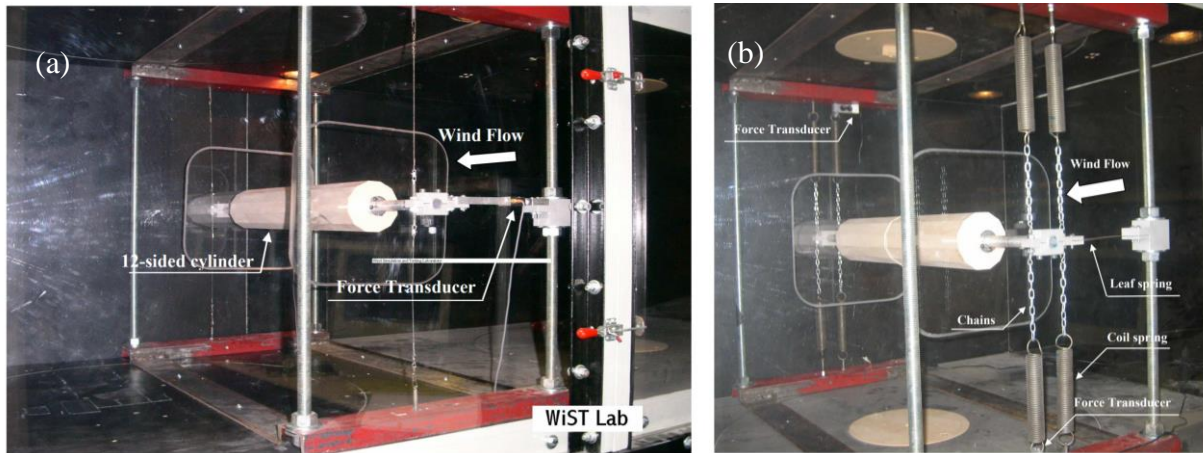 (a)
Wind Flow
12-sided cylinder
Force Transducer
WiST Lab
(b)
Force Transducer
Wind Flow
Leaf spring
Chains
Coil spring
Force Transducer